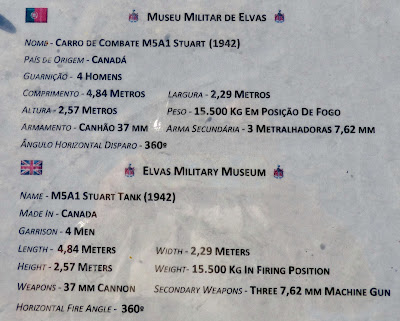 Museu Militar de Elvas
Nome - Carro de Combate M5A1 Stuart (1942)
País de Origem - Canadá
Guarnição - 4 Homens
Comprimento - 4,84 Metros Largura - 2,29 Metros
Altura - 2,57 Metros Peso - 15.500 Kg Em Posição De Fogo
Armamento - Canhão 37 mm Arma Secundária - 3 Metralhadoras 7,62 mm
Ângulo Horizontal Disparo - 360º
Elvas Military Museum
Name - M5A1 Stuart Tank (1942)
Made In - Canada
Garrison - 4 Men
Length - 4,84 Meters Width - 2,29 Meters
Height - 2,57 Meters Weight- 15.500 Kg In Firing Position
Weapons - 37 mm Cannon Secondary Weapons - Three 7,62 mm Machine Gun
Horizontal Fire Angle - 360º